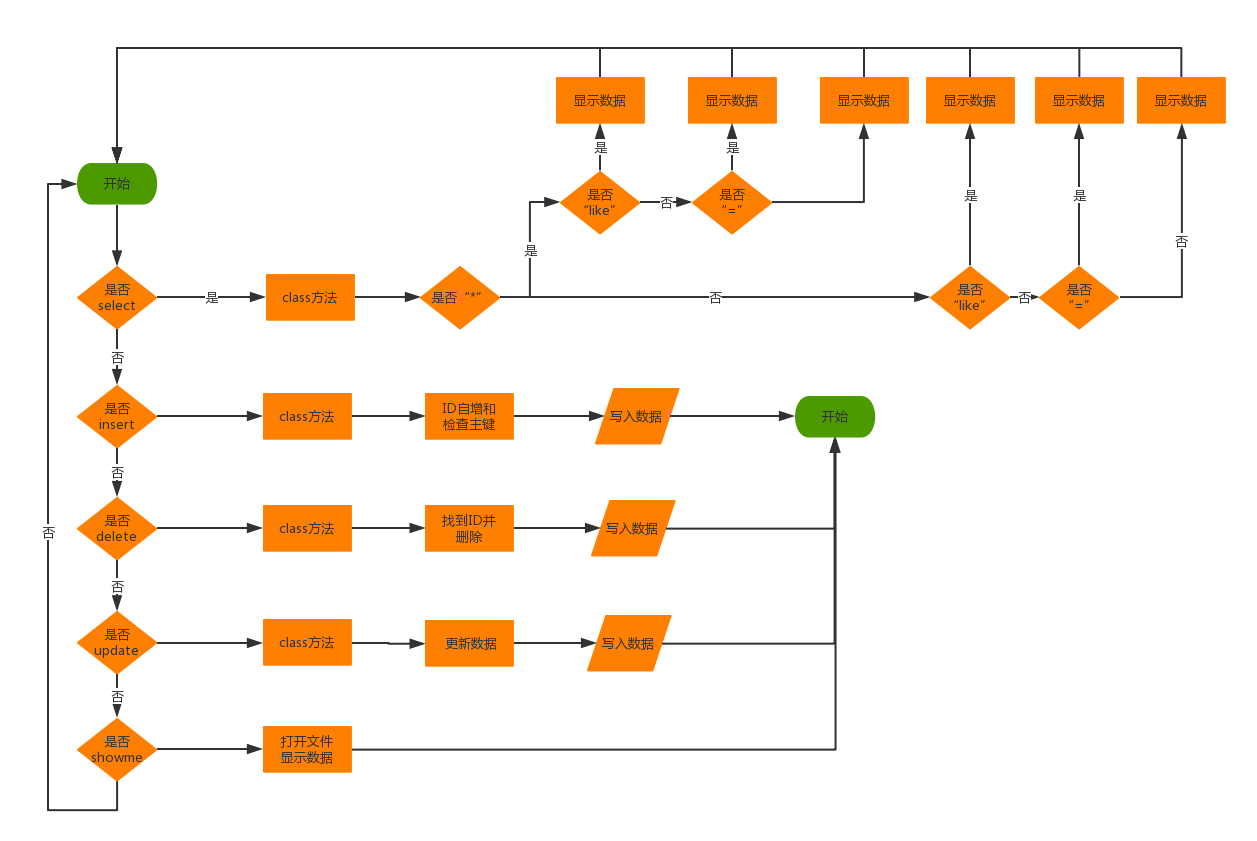 显示数据
显示数据
显示数据
显示数据
显示数据
显示数据
是
是
开始
是否
“like”
否
是否
“=”
是
是
是
否
是否
select
是
class方法
是否 “*”
否
是否
“like”
否
是否
“=”
否
是否
insert
class方法
ID自增和
检查主键
写入数据
开始
否
是否
delete
class方法
找到ID并
删除
写入数据
否
否
是否
update
class方法
更新数据
写入数据
否
是否
showme
打开文件
显示数据